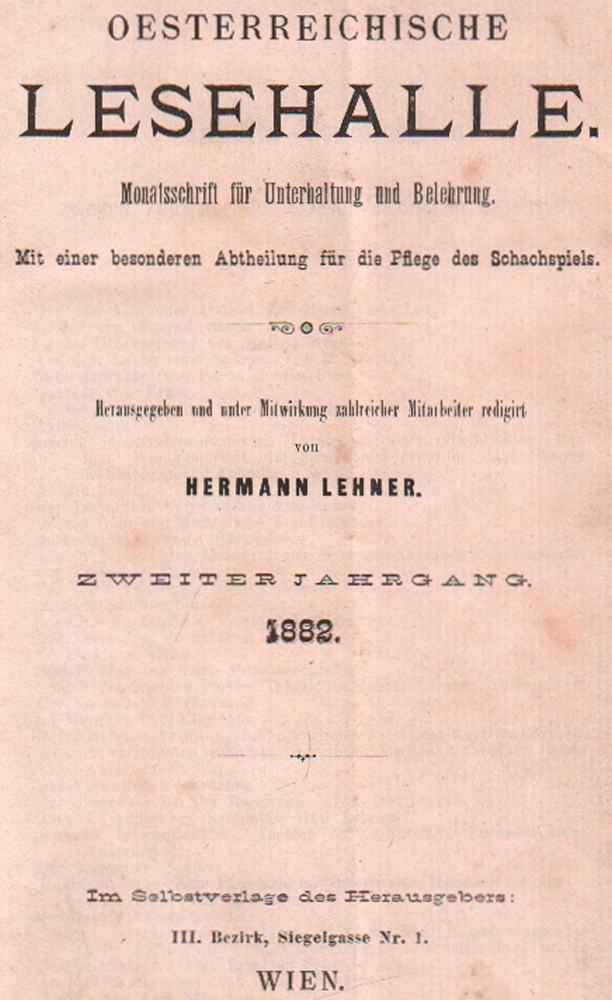 OESTERREICHISCHE
LESEHALLE.
Monatsschrift für Unterhaltung und Belehrung.
Mit einer besonderen Abtheilung für die Pflege des Schachspiels.
Herausgegeben und unter Mitwirkung zahlreicher Mitarbeiter redigirt
von
HERMANN LEHNER.
ZWEITER JAHRGANG.
1882.
Im Selbstverlage des Herausgebers:
III. Bezirk, Siegelgasse Nr. 1.
WIEN.